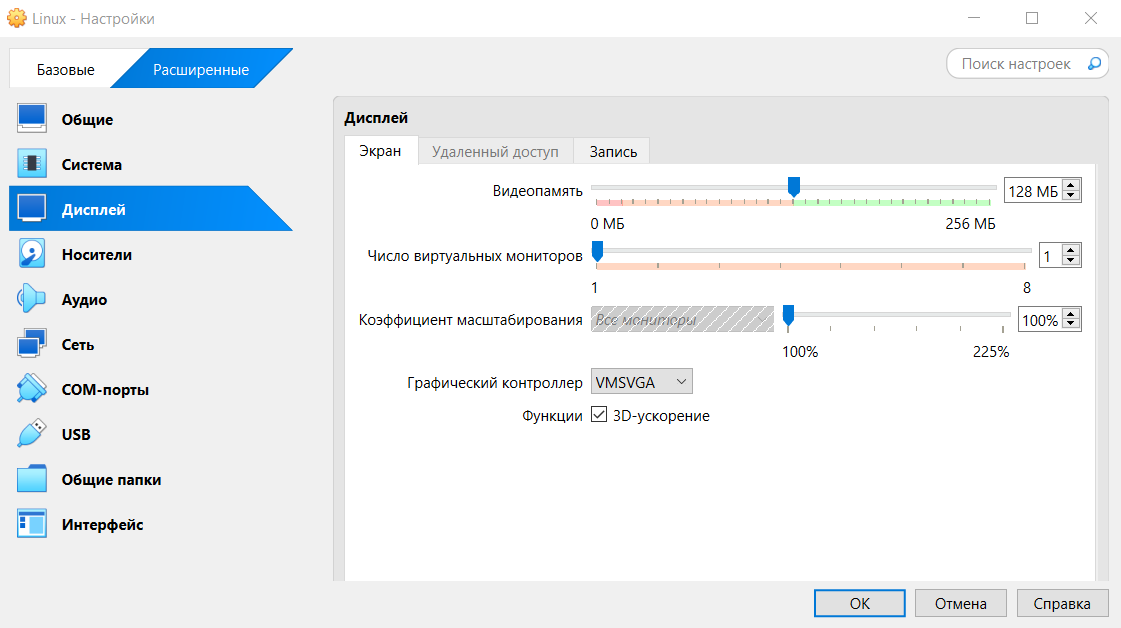 Linux - Настройки
Базовые
Расширенные
Поиск настроек
Общие
Система
Дисплей
Носители
Аудио
Сеть
COM-порты
USB
Общие папки
Интерфейс
Дисплей
Экран
Удаленный доступ
Запись
Видеопамять
128 МБ
0 МБ
256 МБ
Число виртуальных мониторов
1
1
8
Коэффициент масштабирования
Все мониторы
100%
100%
225%
Графический контроллер
VMSVGA
Функции
3D-ускорение
ОК
Отмена
Справка